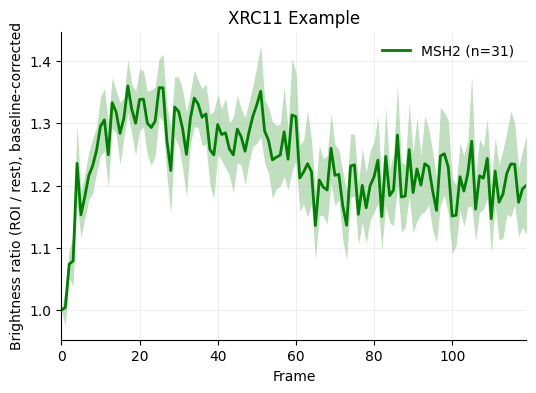 XRC11 Example
MSH2 (n=31)
Brightness ratio (ROI / rest), baseline-corrected
1.4
1.3
1.2
1.1
1.0
0 20 40 60 80 100
Frame